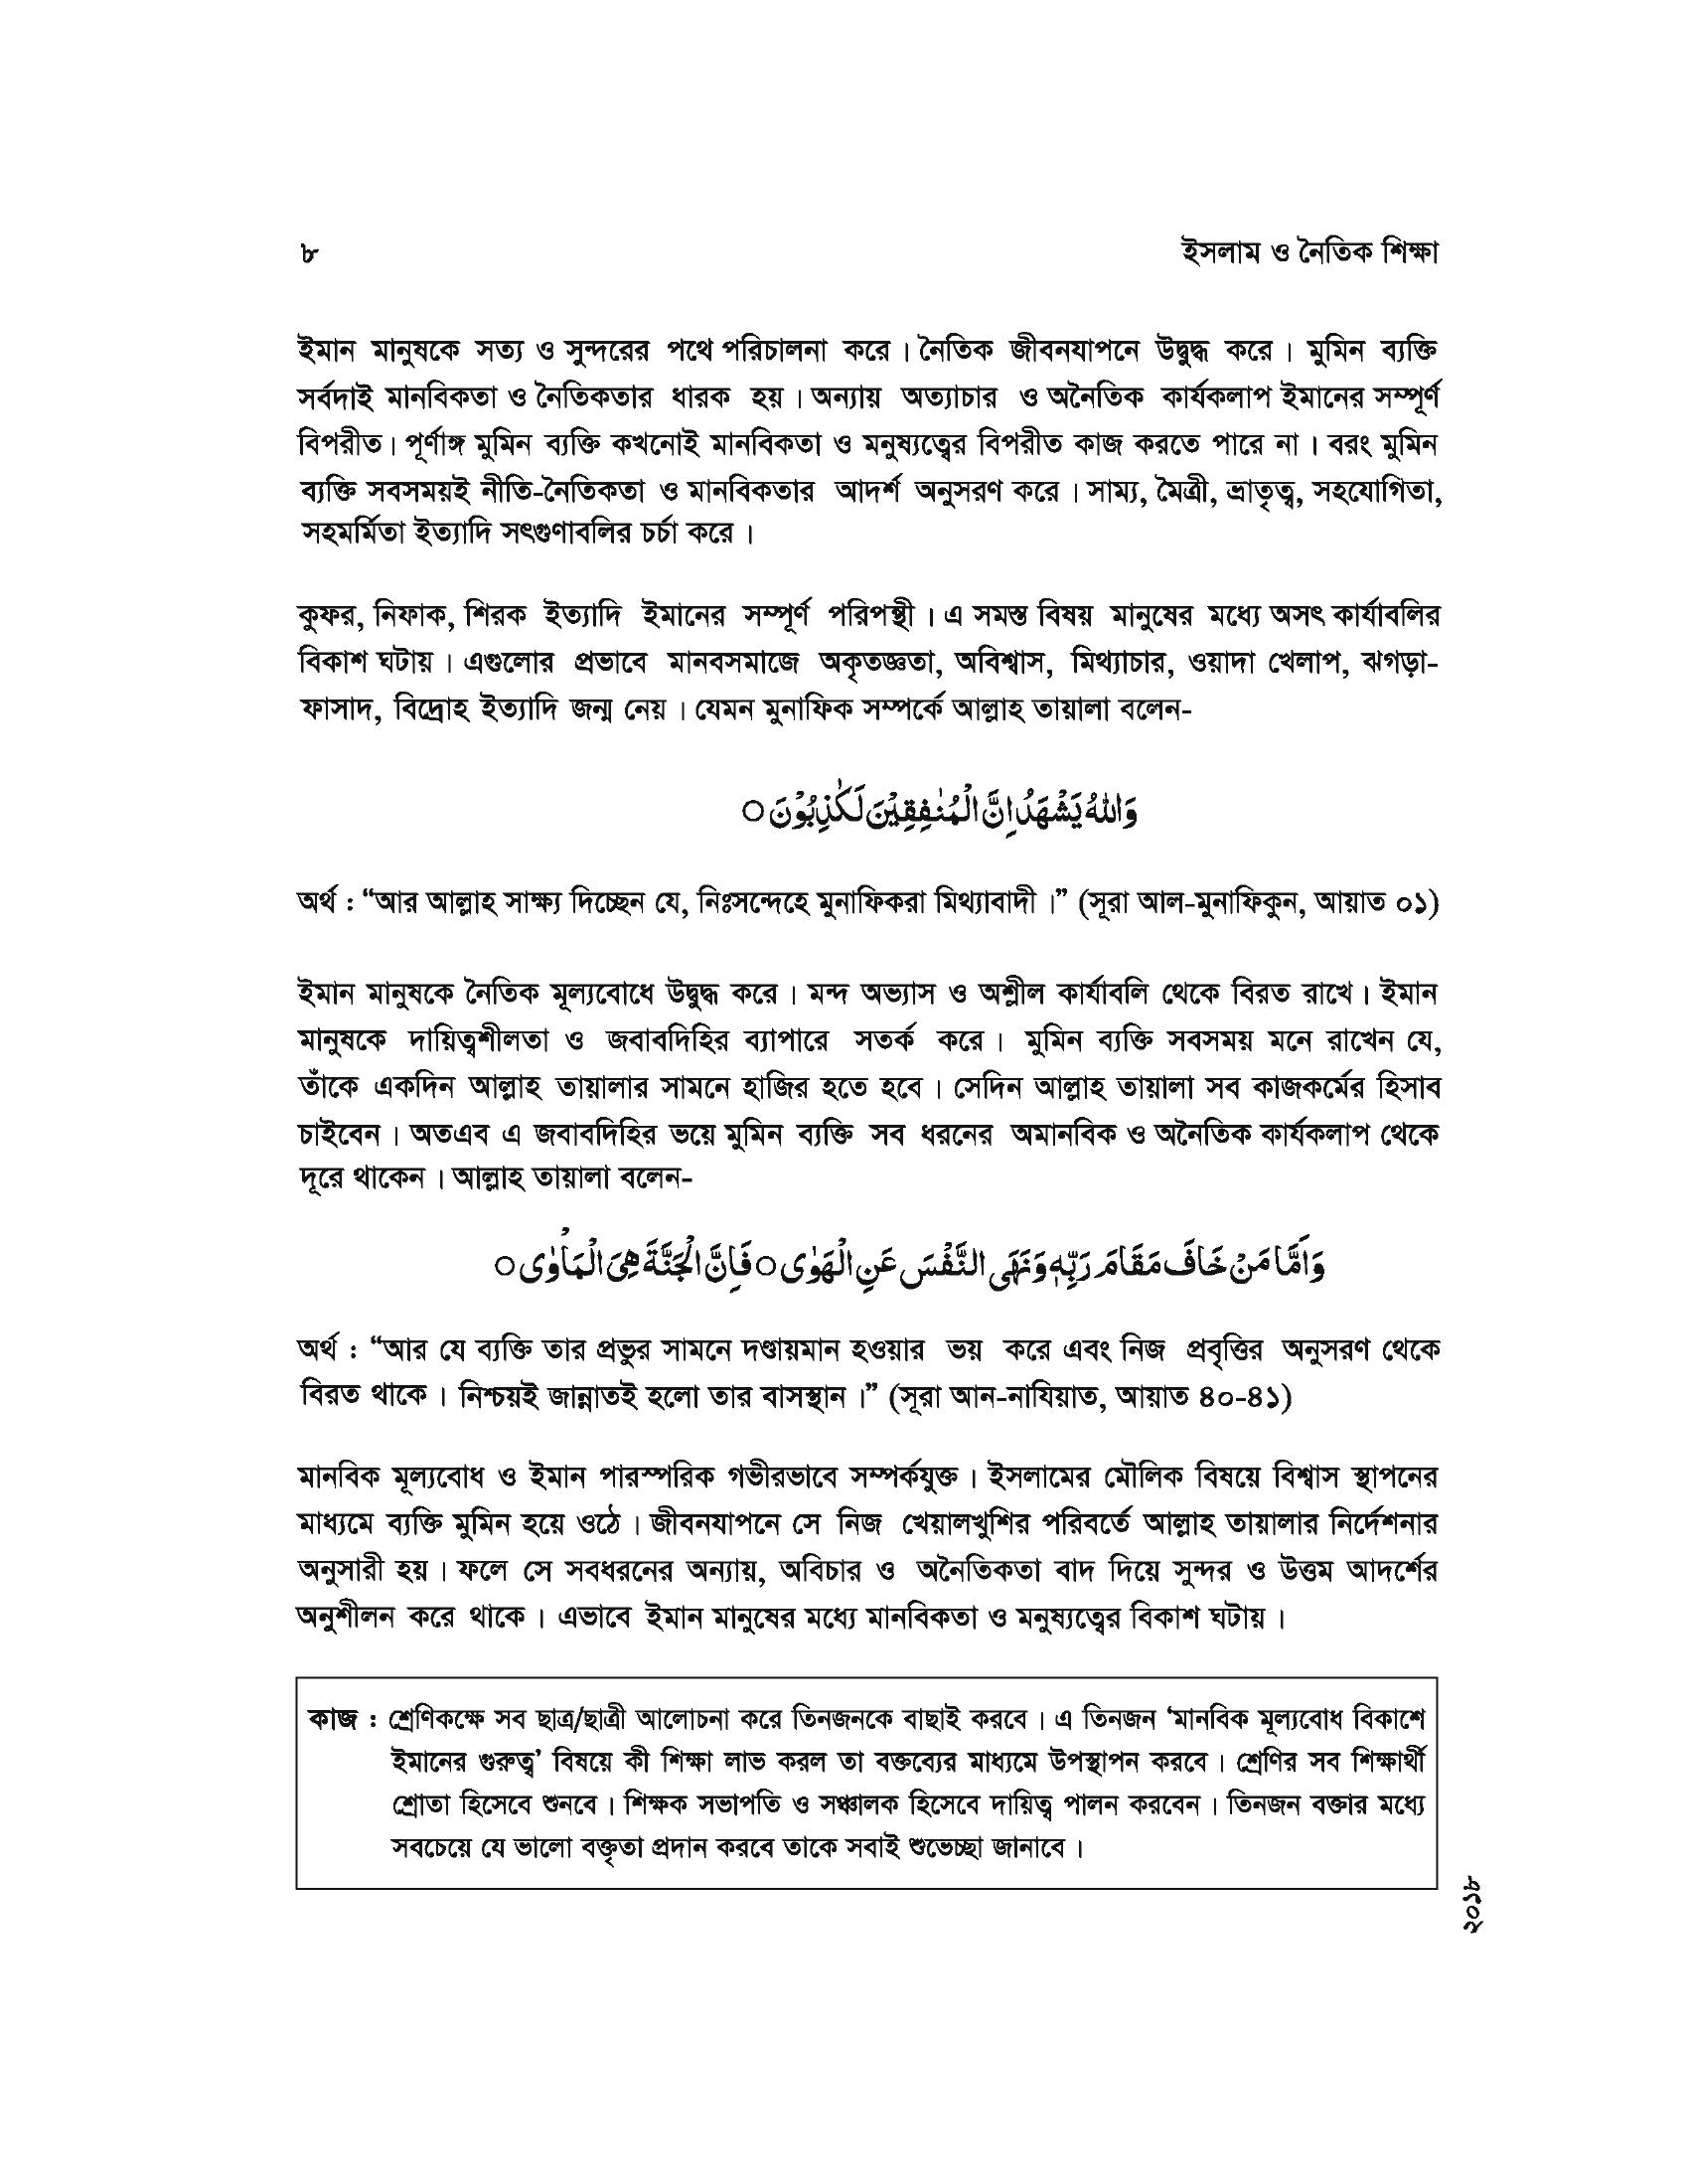 ৮
ইসলাম ও নৈতিক শিক্ষা
ইমান মানুষকে সত্য ও সুন্দরের পথে পরিচালনা করে। নৈতিক জীবনযাপনে উদ্বুদ্ধ করে। মুমিন ব্যক্তি
সর্বদাই মানবিকতা ও নৈতিকতার ধারক হয়। অন্যায় অত্যাচার ও অনৈতিক কার্যকলাপ ইমানের সম্পূর্ণ
বিপরীত। পূর্ণাঙ্গ মুমিন ব্যক্তি কখনোই মানবিকতা ও মনুষ্যত্বের বিপরীত কাজ করতে পারে না। বরং মুমিন
ব্যক্তি সবসময়ই নীতি-নৈতিকতা ও মানবিকতার আদর্শ অনুসরণ করে। সাম্য, মৈত্রী, ভ্রাতৃত্ব, সহযোগিতা,
সহমর্মিতা ইত্যাদি সৎগুণাবলির চর্চা করে।
কুফর, নিফাক, শিরক ইত্যাদি ইমানের সম্পূর্ণ পরিপন্থী। এ সমস্ত বিষয় মানুষের মধ্যে অসৎ কার্যাবলির
বিকাশ ঘটায়। এগুলোর প্রভাবে মানবসমাজে অকৃতজ্ঞতা, অবিশ্বাস, মিথ্যাচার, ওয়াদা খেলাপ, ঝগড়া-
ফাসাদ, বিদ্রোহ ইত্যাদি জন্ম নেয়। যেমন মুনাফিক সম্পর্কে আল্লাহ তায়ালা বলেন-
وَاللهُ يَشْهَدُ اِنَّ الْمُنٰفِقِيْنَ لَكٰذِبُوْنَ ○
অর্থ : “আর আল্লাহ সাক্ষ্য দিচ্ছেন যে, নিঃসন্দেহে মুনাফিকরা মিথ্যাবাদী।” (সূরা আল-মুনাফিকুন, আয়াত ০১)
ইমান মানুষকে নৈতিক মূল্যবোধে উদ্বুদ্ধ করে। মন্দ অভ্যাস ও অশ্লীল কার্যাবলি থেকে বিরত রাখে। ইমান
মানুষকে দায়িত্বশীলতা ও জবাবদিহির ব্যাপারে সতর্ক করে। মুমিন ব্যক্তি সবসময় মনে রাখেন যে,
তাঁকে একদিন আল্লাহ তায়ালার সামনে হাজির হতে হবে। সেদিন আল্লাহ তায়ালা সব কাজকর্মের হিসাব
চাইবেন। অতএব এ জবাবদিহির ভয়ে মুমিন ব্যক্তি সব ধরনের অমানবিক ও অনৈতিক কার্যকলাপ থেকে
দূরে থাকেন। আল্লাহ তায়ালা বলেন-
وَاَمَّا مَنْ خَافَ مَقَامَ رَبِّهٖ وَنَهَى النَّفْسَ عَنِ الْهَوٰى ○ فَاِنَّ الْجَنَّةَ هِىَ الْمَاْوٰى ○
অর্থ : “আর যে ব্যক্তি তার প্রভুর সামনে দণ্ডায়মান হওয়ার ভয় করে এবং নিজ প্রবৃত্তির অনুসরণ থেকে
বিরত থাকে। নিশ্চয়ই জান্নাতই হলো তার বাসস্থান।” (সূরা আন-নাযিয়াত, আয়াত ৪০-৪১)
মানবিক মূল্যবোধ ও ইমান পারস্পরিক গভীরভাবে সম্পর্কযুক্ত। ইসলামের মৌলিক বিষয়ে বিশ্বাস স্থাপনের
মাধ্যমে ব্যক্তি মুমিন হয়ে ওঠে। জীবনযাপনে সে নিজ খেয়ালখুশির পরিবর্তে আল্লাহ তায়ালার নির্দেশনার
অনুসারী হয়। ফলে সে সবধরনের অন্যায়, অবিচার ও অনৈতিকতা বাদ দিয়ে সুন্দর ও উত্তম আদর্শের
অনুশীলন করে থাকে। এভাবে ইমান মানুষের মধ্যে মানবিকতা ও মনুষ্যত্বের বিকাশ ঘটায়।
কাজ : শ্রেণিকক্ষে সব ছাত্র/ছাত্রী আলোচনা করে তিনজনকে বাছাই করবে। এ তিনজন ‘মানবিক মূল্যবোধ বিকাশে
ইমানের গুরুত্ব’ বিষয়ে কী শিক্ষা লাভ করল তা বক্তব্যের মাধ্যমে উপস্থাপন করবে। শ্রেণির সব শিক্ষার্থী
শ্রোতা হিসেবে শুনবে। শিক্ষক সভাপতি ও সঞ্চালক হিসেবে দায়িত্ব পালন করবেন। তিনজন বক্তার মধ্যে
সবচেয়ে যে ভালো বক্তৃতা প্রদান করবে তাকে সবাই শুভেচ্ছা জানাবে।
২০১৮